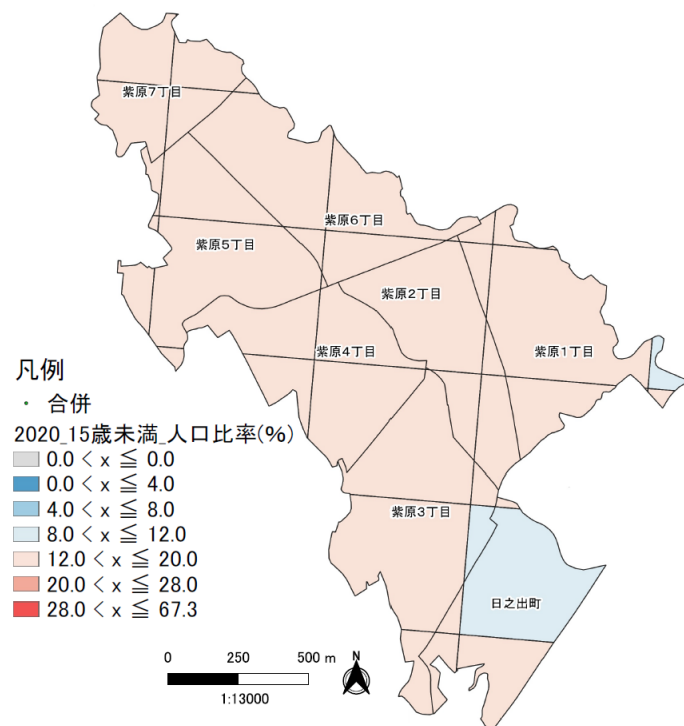 紫原7丁目
紫原6丁目
紫原5丁目
紫原2丁目
紫原4丁目
紫原1丁目
紫原3丁目
日之出町
凡例
合併
2020_15歳未満_人口比率(%)
0.0 < x ≦ 0.0
0.0 < x ≦ 4.0
4.0 < x ≦ 8.0
8.0 < x ≦ 12.0
12.0 < x ≦ 20.0
20.0 < x ≦ 28.0
28.0 < x ≦ 67.3
0 250 500 m
N
1:13000